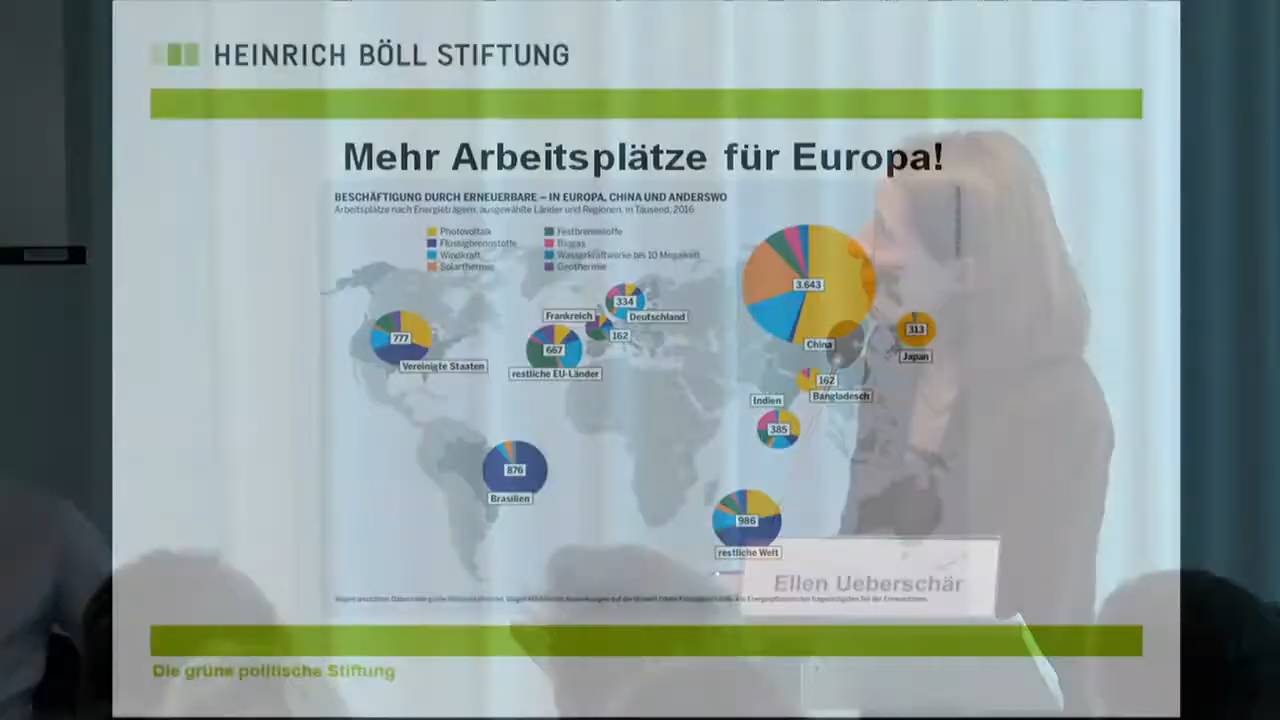 HEINRICH BÖLL STIFTUNG
Mehr Arbeitsplätze für Europa!
BESCHÄFTIGUNG DURCH ERNEUERBARE – IN EUROPA, CHINA UND ANDERSWO
Arbeitsplätze nach Energieträgern, ausgewählte Länder und Regionen, in Tausend, 2016
Photovoltaik
Flüssigbrennstoffe
Windkraft
Solarthermie
Festbrennstoffe
Biogas
Wasserkraftwerke bis 10 Megawatt
Geothermie
777
Vereinigte Staaten
Frankreich
334
Deutschland
162
667
restliche EU-Länder
3.643
China
313
Japan
162
Bangladesch
Indien
385
876
Brasilien
986
restliche Welt
Ellen Ueberschär
Die grüne politische Stiftung